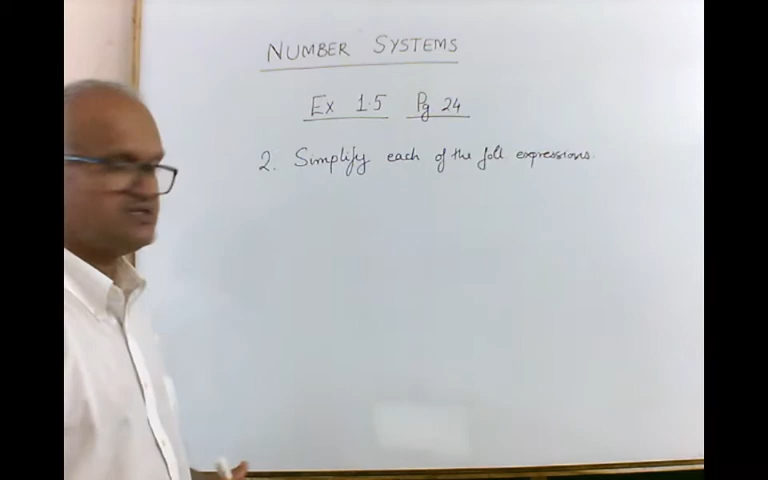 NUMBER SYSTEMS
Ex 1.5 Pg 24
2. Simplify each of the foll expressions.